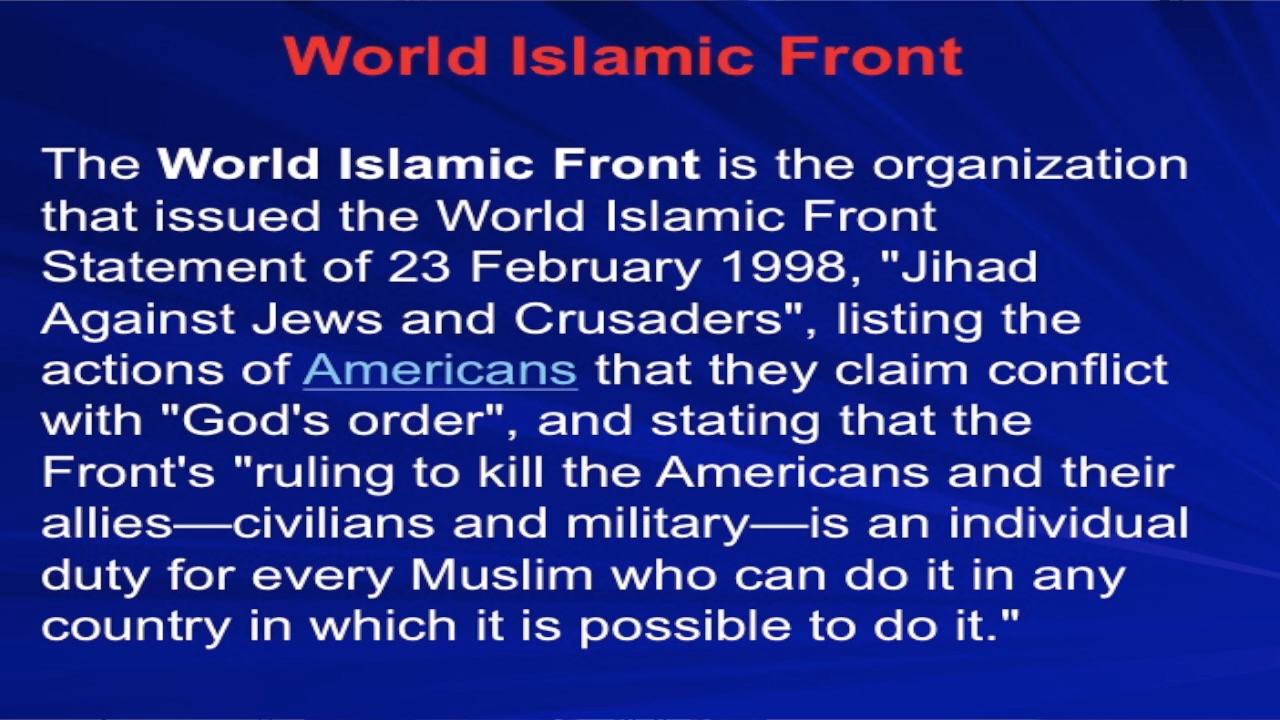 World Islamic Front
The World Islamic Front is the organization
that issued the World Islamic Front
Statement of 23 February 1998, "Jihad
Against Jews and Crusaders", listing the
actions of Americans that they claim conflict
with "God's order", and stating that the
Front's "ruling to kill the Americans and their
allies—civilians and military—is an individual
duty for every Muslim who can do it in any
country in which it is possible to do it."